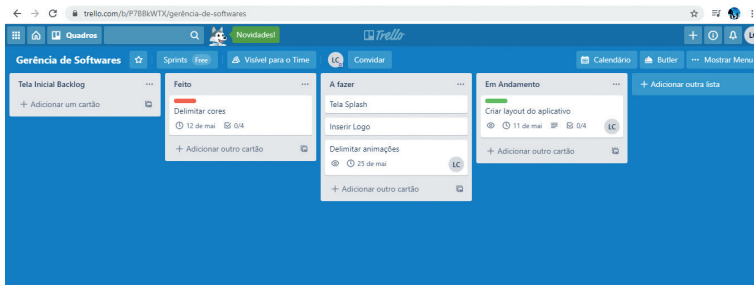 trello.com/b/P7BBkWTX/gerência-de-softwares
Quadros
Novidades!
Trello
LC
Gerência de Softwares
Sprints Free
Visível para o Time
LC
Convidar
Calendário
Butler
... Mostrar Menu
Tela Inicial Backlog
...
+ Adicionar um cartão
Feito
...
Delimitar cores
12 de mai
0/4
+ Adicionar outro cartão
A fazer
...
Tela Splash
Inserir Logo
Delimitar animações
25 de mai
LC
+ Adicionar outro cartão
Em Andamento
...
Criar layout do aplicativo
11 de mai
0/4
LC
+ Adicionar outro cartão
+ Adicionar outra lista